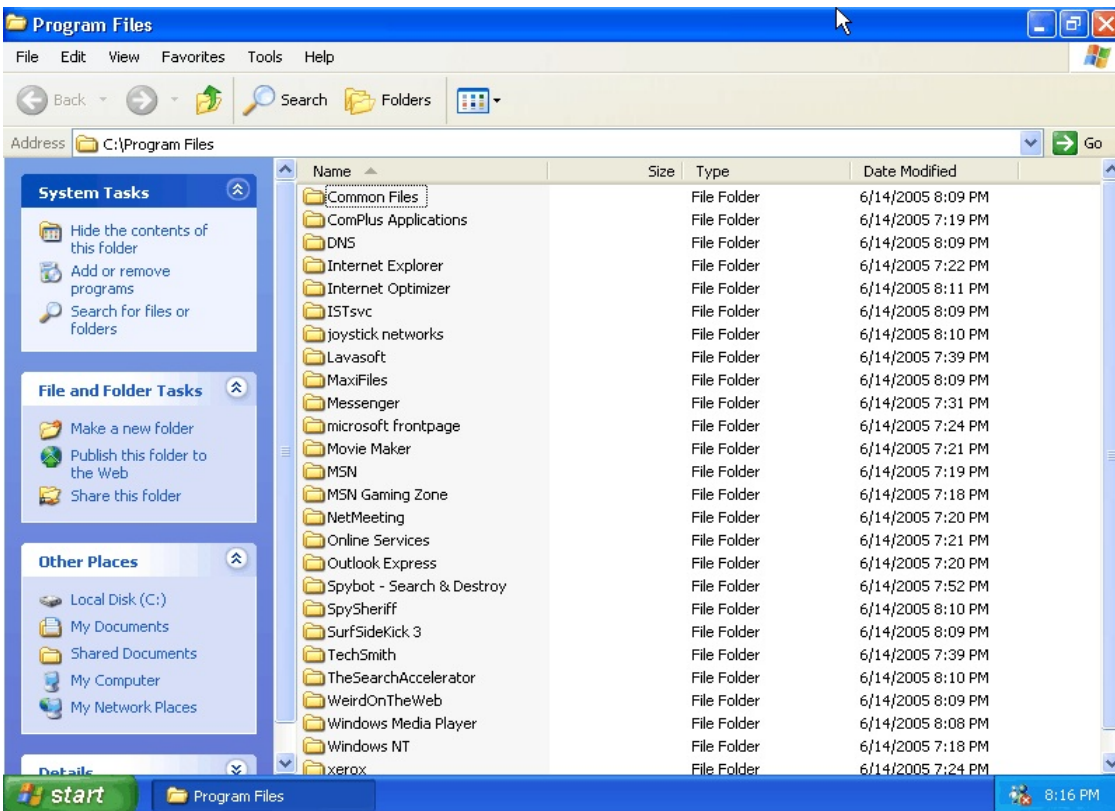 Program Files
File Edit View Favorites Tools Help
Back Search Folders
Address C:\Program Files Go
System Tasks
Hide the contents of
this folder
Add or remove
programs
Search for files or
folders
File and Folder Tasks
Make a new folder
Publish this folder to
the Web
Share this folder
Other Places
Local Disk (C:)
My Documents
Shared Documents
My Computer
My Network Places
Details
Name Size Type Date Modified
Common Files File Folder 6/14/2005 8:09 PM
ComPlus Applications File Folder 6/14/2005 7:19 PM
DNS File Folder 6/14/2005 8:09 PM
Internet Explorer File Folder 6/14/2005 7:22 PM
Internet Optimizer File Folder 6/14/2005 8:11 PM
ISTsvc File Folder 6/14/2005 8:09 PM
joystick networks File Folder 6/14/2005 8:10 PM
Lavasoft File Folder 6/14/2005 7:39 PM
MaxiFiles File Folder 6/14/2005 8:09 PM
Messenger File Folder 6/14/2005 7:31 PM
microsoft frontpage File Folder 6/14/2005 7:24 PM
Movie Maker File Folder 6/14/2005 7:21 PM
MSN File Folder 6/14/2005 7:19 PM
MSN Gaming Zone File Folder 6/14/2005 7:18 PM
NetMeeting File Folder 6/14/2005 7:20 PM
Online Services File Folder 6/14/2005 7:21 PM
Outlook Express File Folder 6/14/2005 7:20 PM
Spybot - Search & Destroy File Folder 6/14/2005 7:52 PM
SpySheriff File Folder 6/14/2005 8:10 PM
SurfSideKick 3 File Folder 6/14/2005 8:09 PM
TechSmith File Folder 6/14/2005 7:39 PM
TheSearchAccelerator File Folder 6/14/2005 8:10 PM
WeirdOnTheWeb File Folder 6/14/2005 8:09 PM
Windows Media Player File Folder 6/14/2005 8:08 PM
Windows NT File Folder 6/14/2005 7:18 PM
xerox File Folder 6/14/2005 7:24 PM
start Program Files 8:16 PM